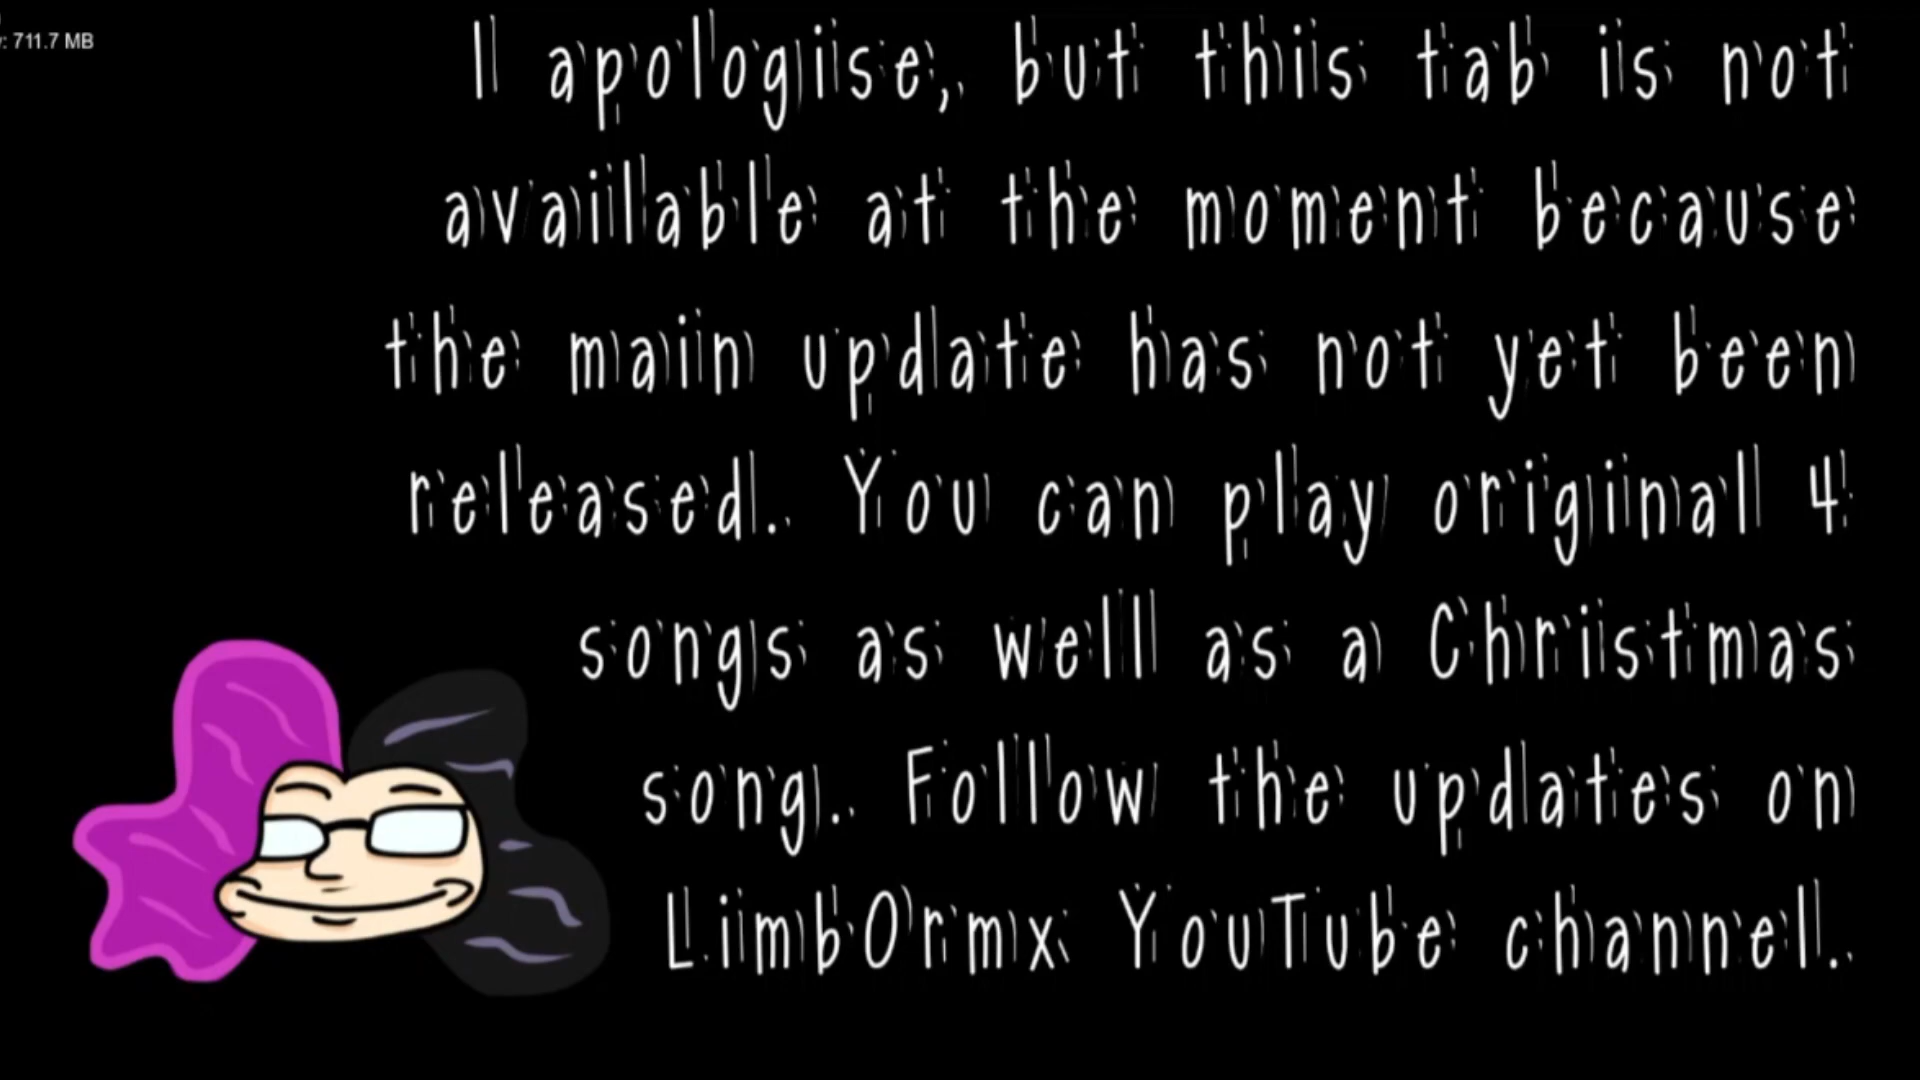 : 711.7 MB
I apologise, but this tab is not
available at the moment because
the main update has not yet been
released. You can play original 4
songs as well as a Christmas
song. Follow the updates on
LimbOrmx YouTube channel.